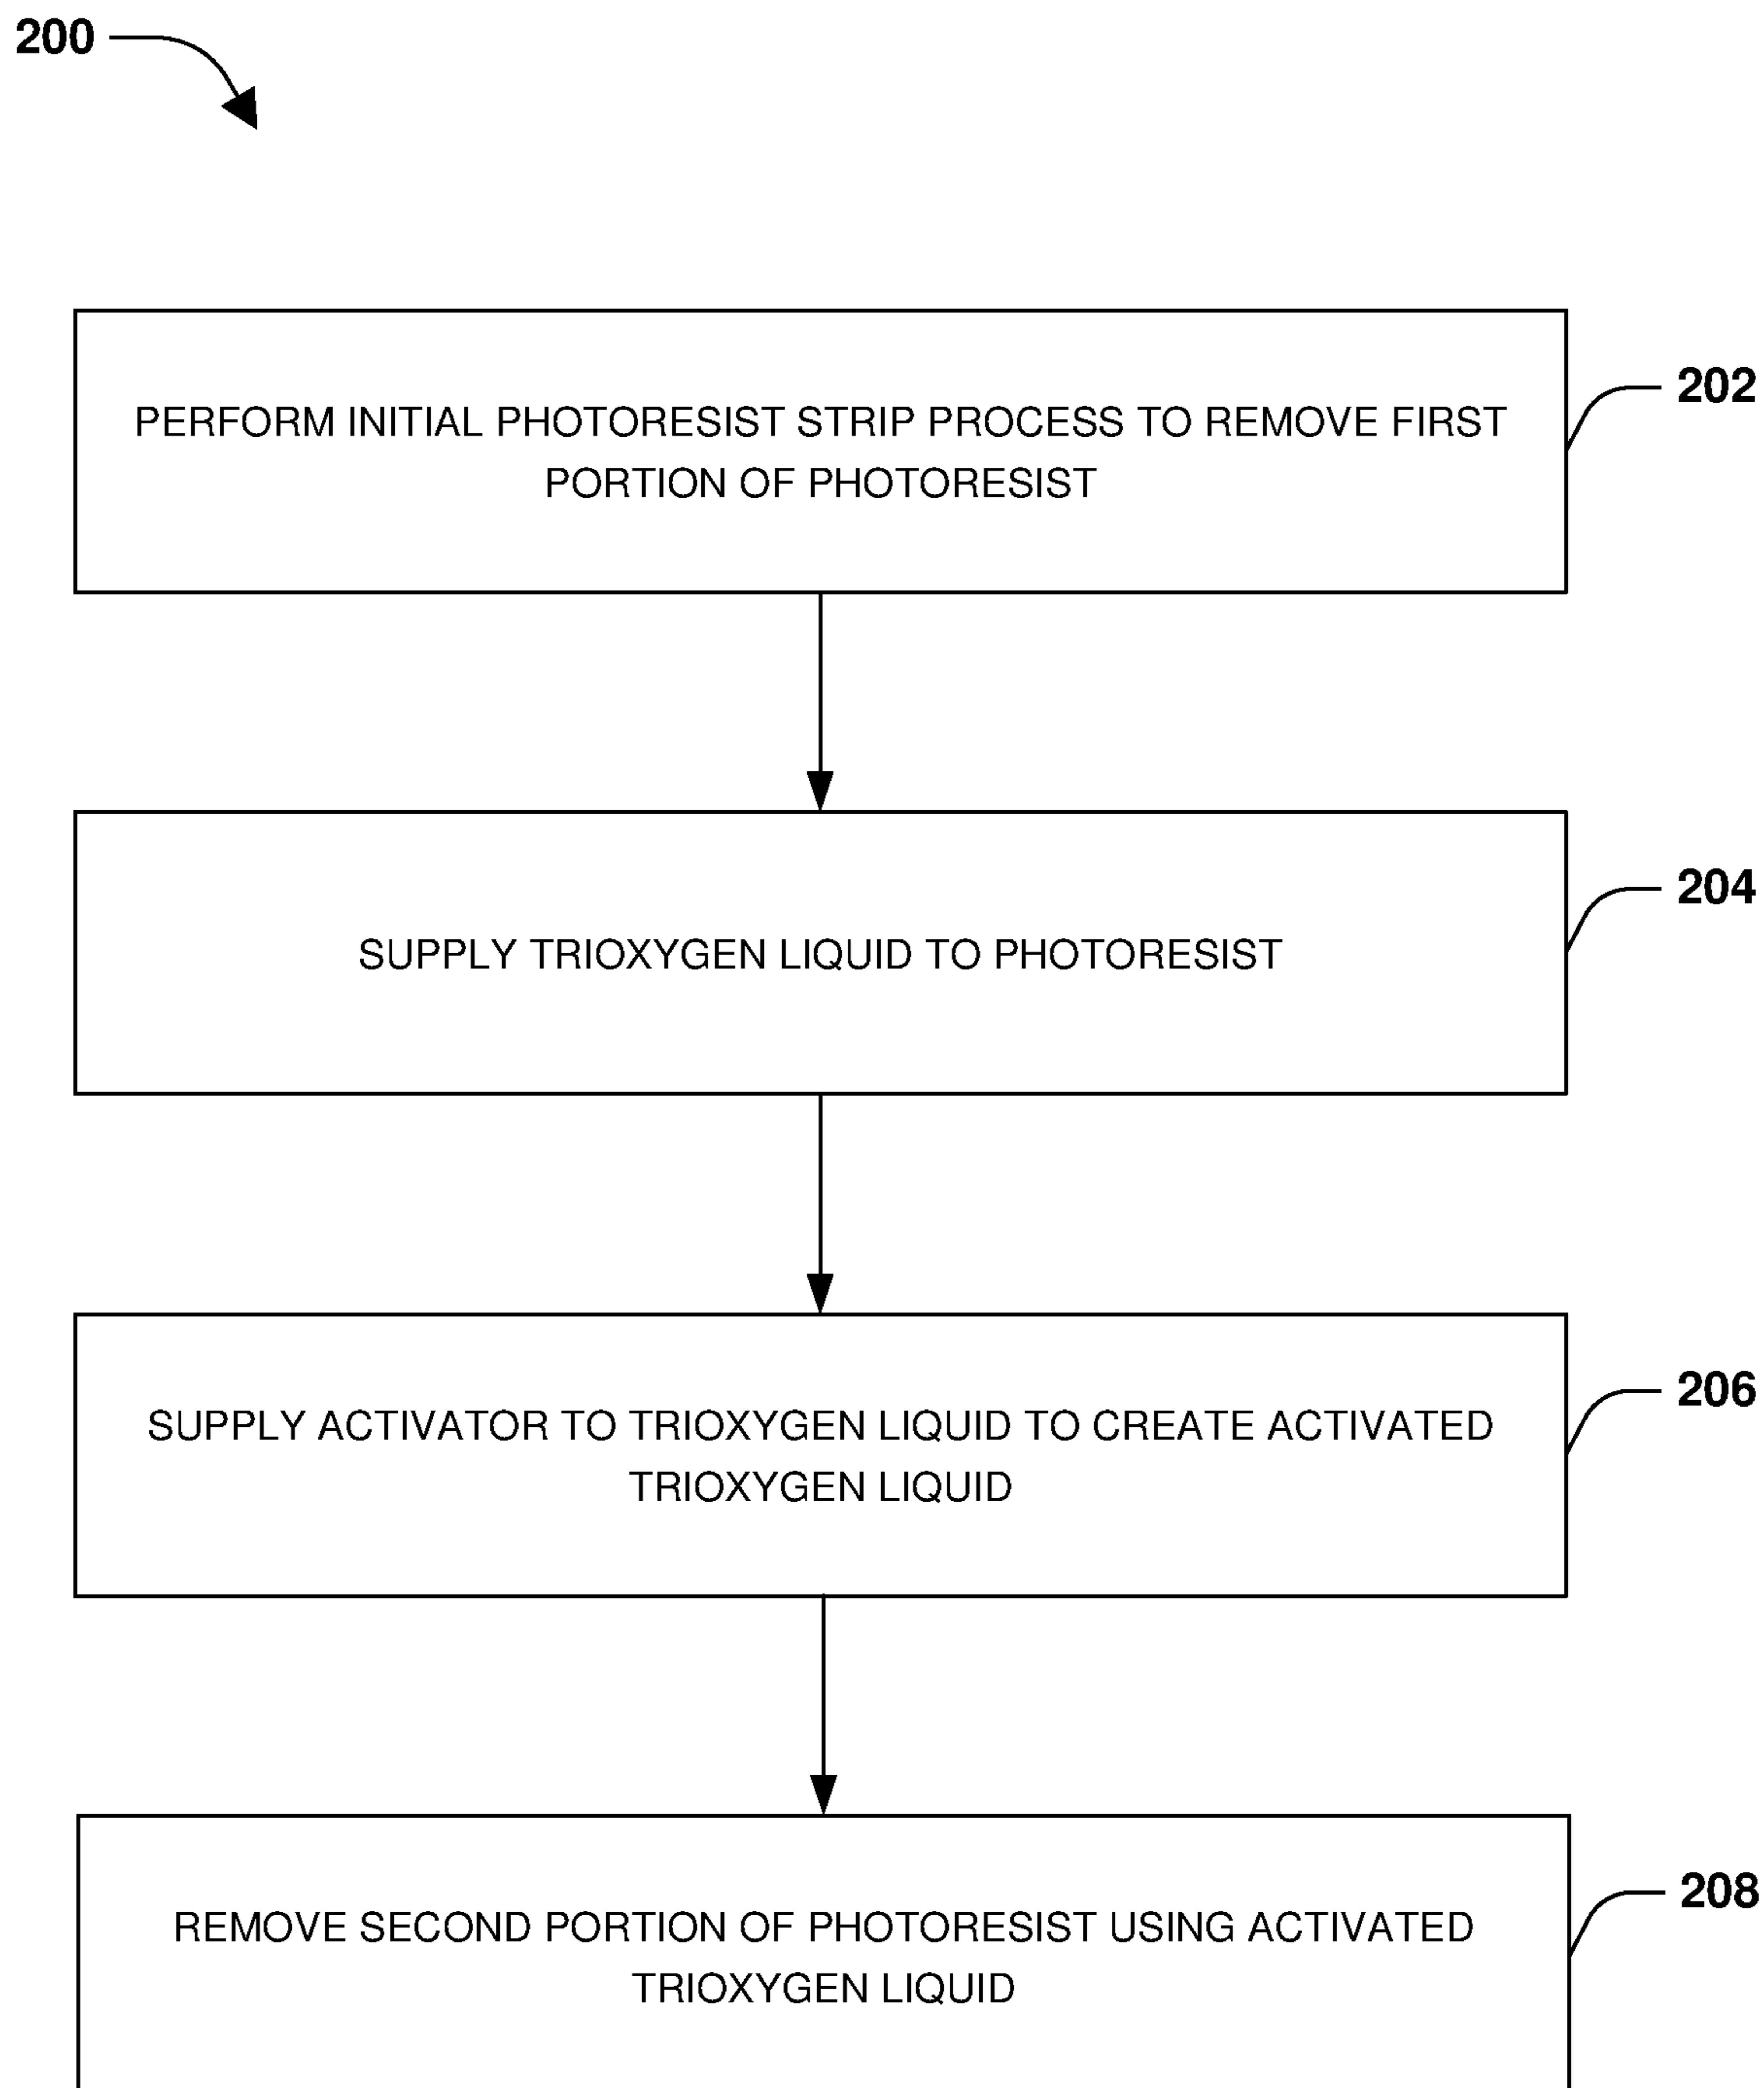 200
PERFORM INITIAL PHOTORESIST STRIP PROCESS TO REMOVE FIRST
PORTION OF PHOTORESIST
202
SUPPLY TRIOXYGEN LIQUID TO PHOTORESIST
204
SUPPLY ACTIVATOR TO TRIOXYGEN LIQUID TO CREATE ACTIVATED
TRIOXYGEN LIQUID
206
REMOVE SECOND PORTION OF PHOTORESIST USING ACTIVATED
TRIOXYGEN LIQUID
208